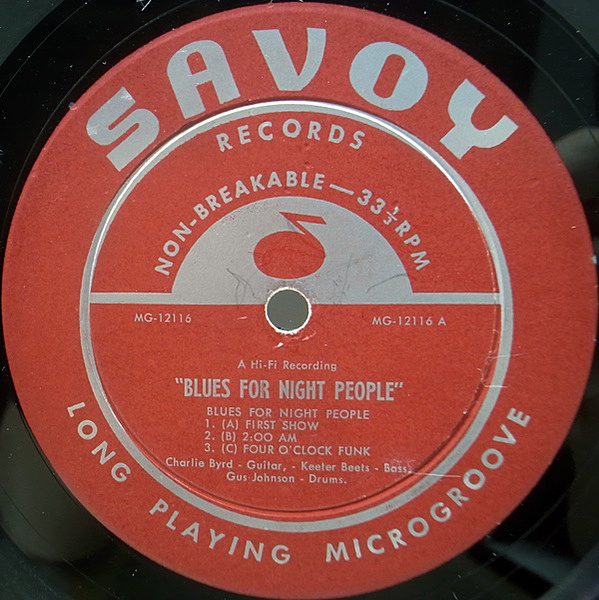 SAVOY
RECORDS
NON-BREAKABLE — 33 1/3 RPM
MG-12116
MG-12116 A
A Hi-Fi Recording
"BLUES FOR NIGHT PEOPLE"
BLUES FOR NIGHT PEOPLE
1. (A) FIRST SHOW
2. (B) 2:00 AM
3. (C) FOUR O'CLOCK FUNK
Charlie Byrd - Guitar, - Keeter Beets - Bass,
Gus Johnson - Drums.
LONG PLAYING MICROGROOVE